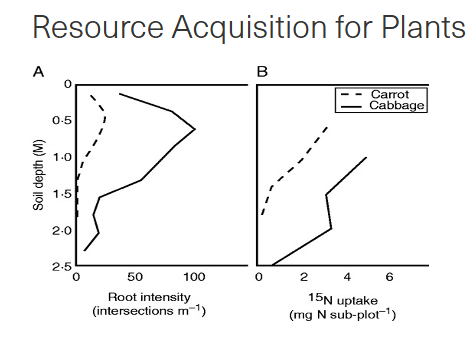 Resource Acquisition for Plants
A
B
Carrot
Cabbage
0
0·5
1·0
1·5
2·0
2·5
Soil depth (M)
0 50 100
0 2 4 6
Root intensity
(intersections m⁻¹)
¹⁵N uptake
(mg N sub-plot⁻¹)